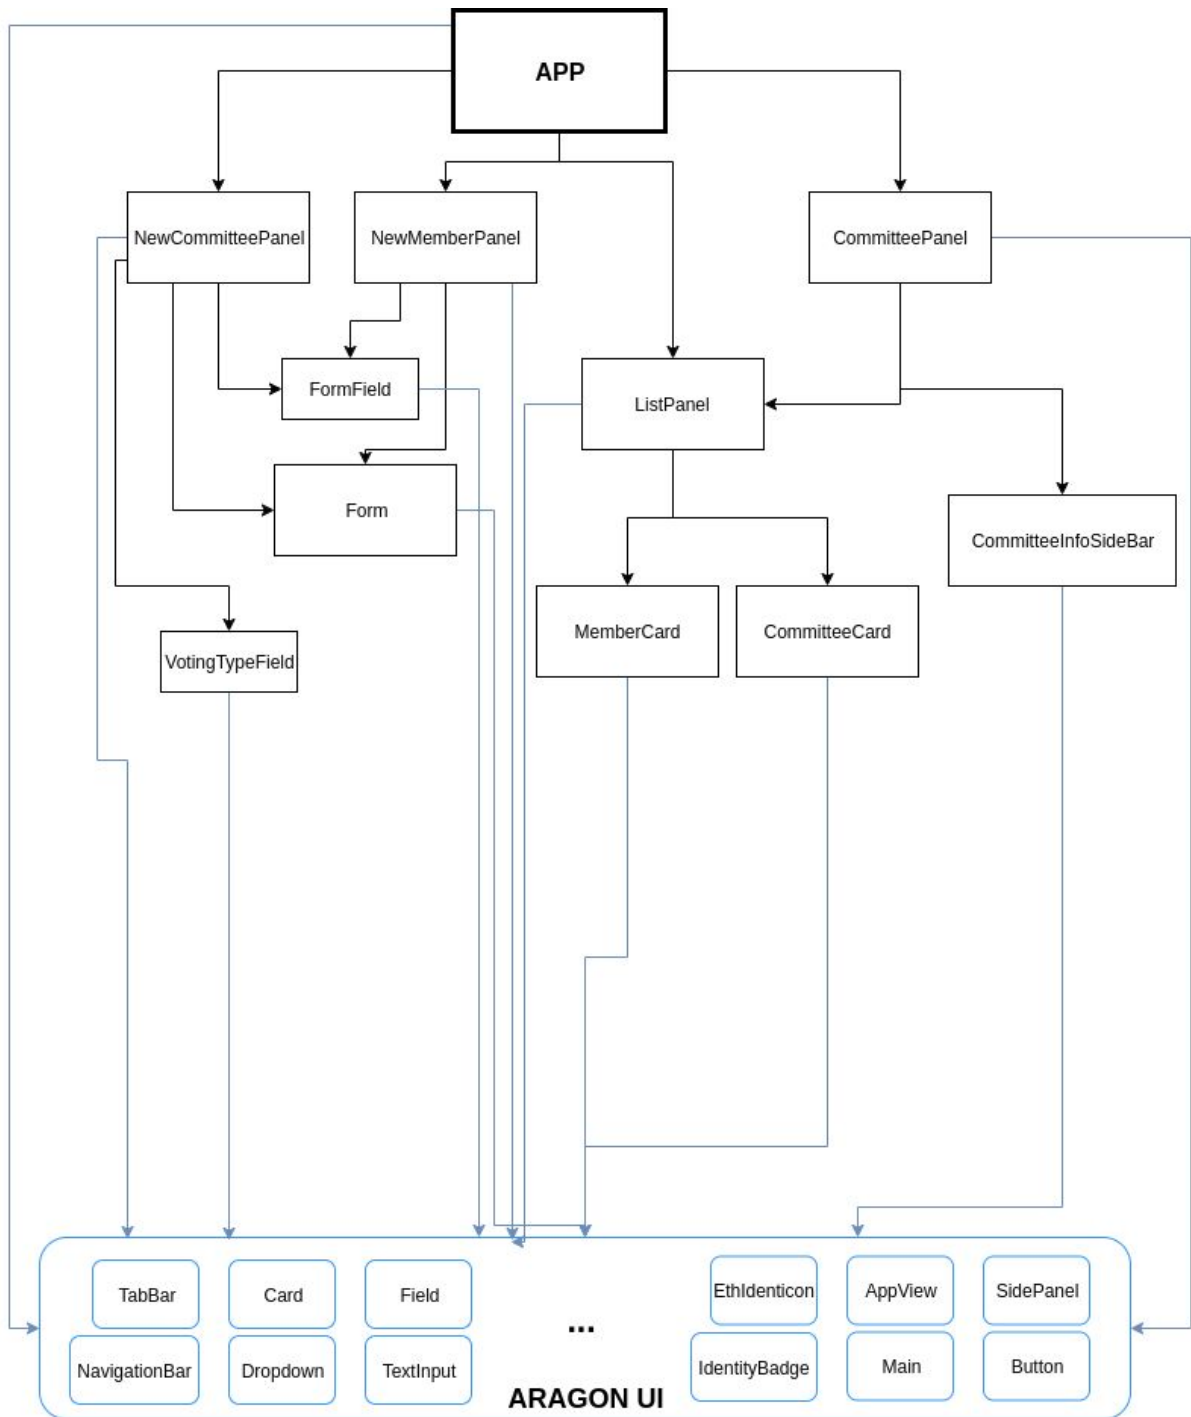 APP
NewCommitteePanel
NewMemberPanel
CommitteePanel
FormField
ListPanel
Form
CommitteeInfoSideBar
MemberCard
CommitteeCard
VotingTypeField
TabBar
Card
Field
...
EthIdenticon
AppView
SidePanel
NavigationBar
Dropdown
TextInput
IdentityBadge
Main
Button
ARAGON UI